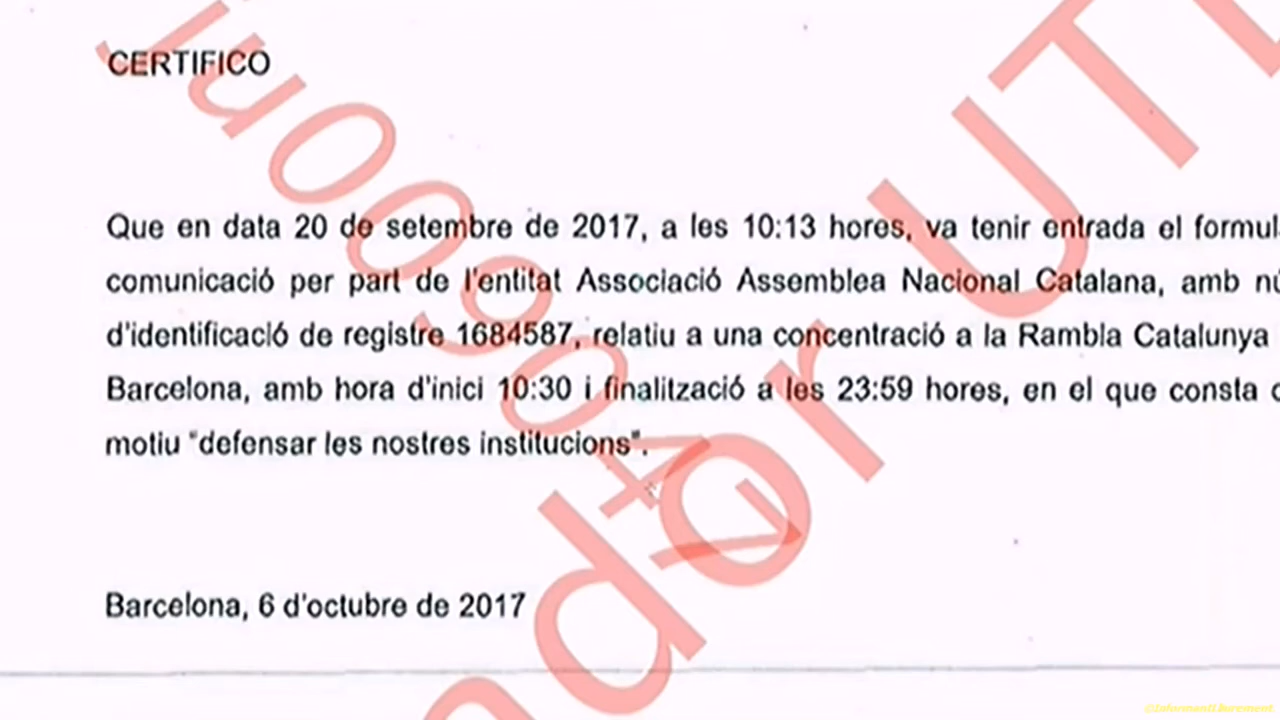 CERTIFICO
Que en data 20 de setembre de 2017, a les 10:13 hores, va tenir entrada el formul
comunicació per part de l'entitat Associació Assemblea Nacional Catalana, amb nú
d'identificació de registre 1684587, relatiu a una concentració a la Rambla Catalunya
Barcelona, amb hora d'inici 10:30 i finalització a les 23:59 hores, en el que consta c
motiu "defensar les nostres institucions".
Barcelona, 6 d'octubre de 2017